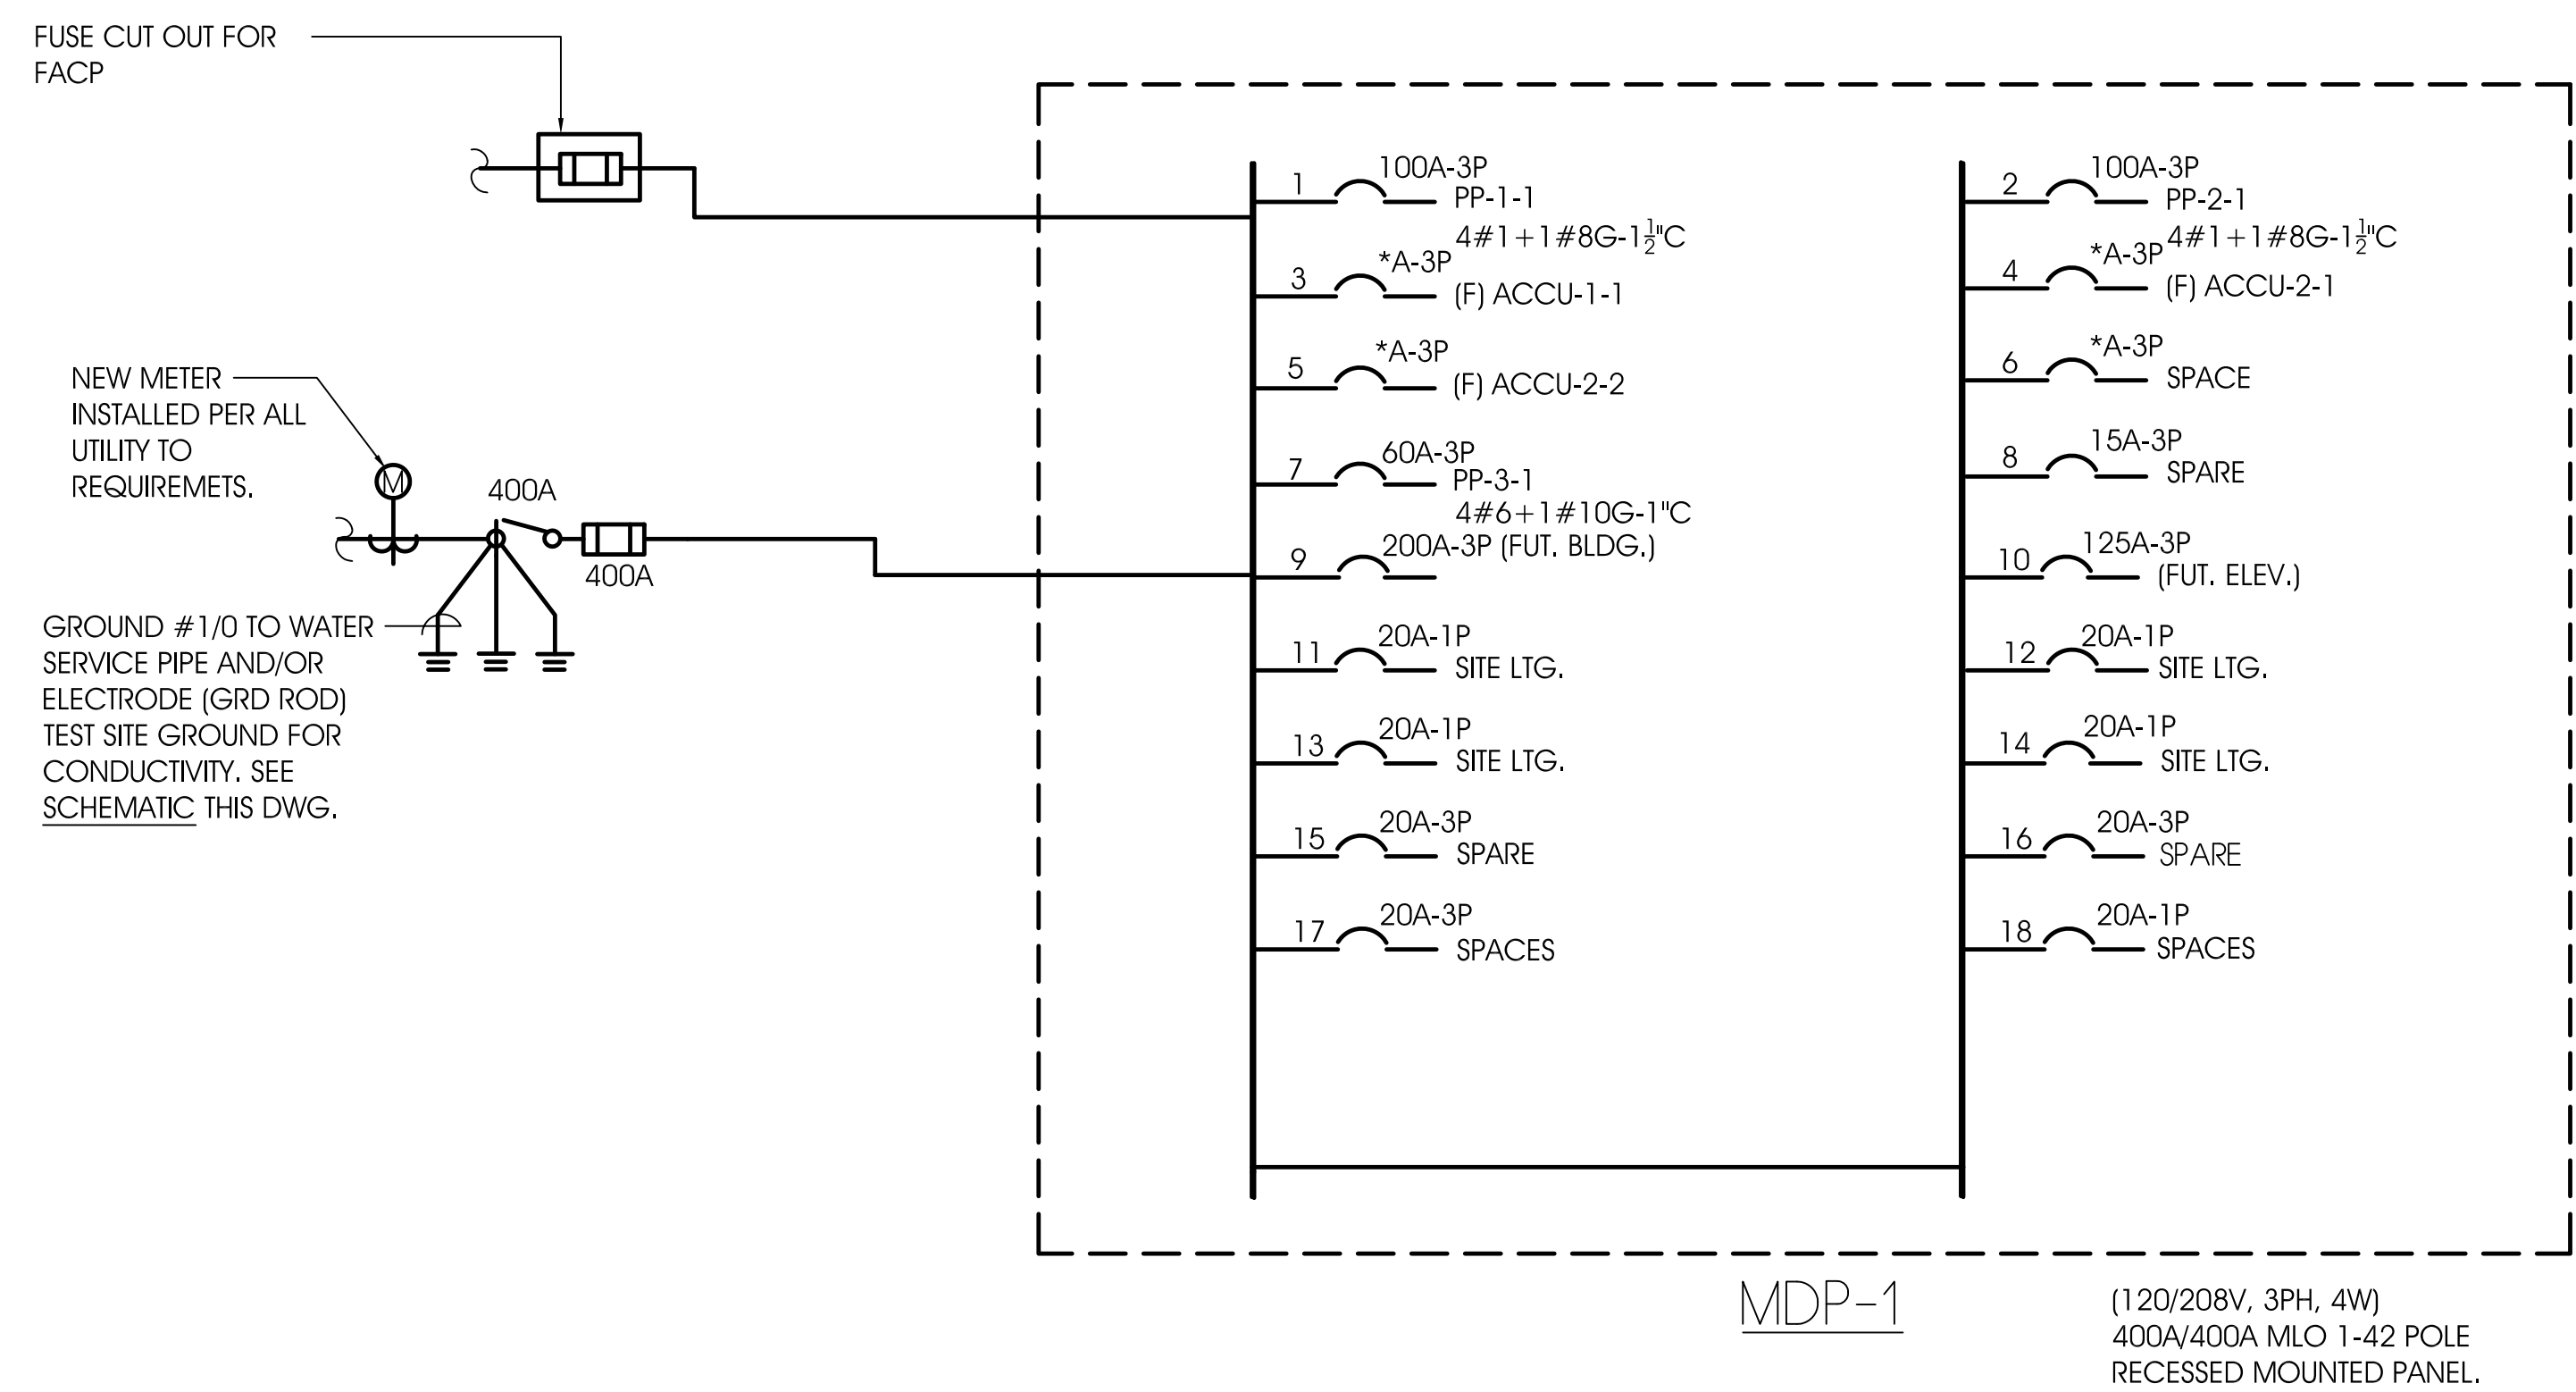 FUSE CUT OUT FOR
FACP
NEW METER
INSTALLED PER ALL
UTILITY TO
REQUIREMETS.
M
400A
400A
GROUND #1/0 TO WATER
SERVICE PIPE AND/OR
ELECTRODE (GRD ROD)
TEST SITE GROUND FOR
CONDUCTIVITY. SEE
SCHEMATIC THIS DWG.
1 100A-3P
PP-1-1
4#1+1#8G-1½"C
3 *A-3P
(F) ACCU-1-1
5 *A-3P
(F) ACCU-2-2
7 60A-3P
PP-3-1
4#6+1#10G-1"C
9 200A-3P (FUT. BLDG.)
11 20A-1P
SITE LTG.
13 20A-1P
SITE LTG.
15 20A-3P
SPARE
17 20A-3P
SPACES
2 100A-3P
PP-2-1
4#1+1#8G-1½"C
4 *A-3P
(F) ACCU-2-1
6 *A-3P
SPACE
8 15A-3P
SPARE
10 125A-3P
(FUT. ELEV.)
12 20A-1P
SITE LTG.
14 20A-1P
SITE LTG.
16 20A-3P
SPARE
18 20A-1P
SPACES
MDP-1
(120/208V, 3PH, 4W)
400A/400A MLO 1-42 POLE
RECESSED MOUNTED PANEL.